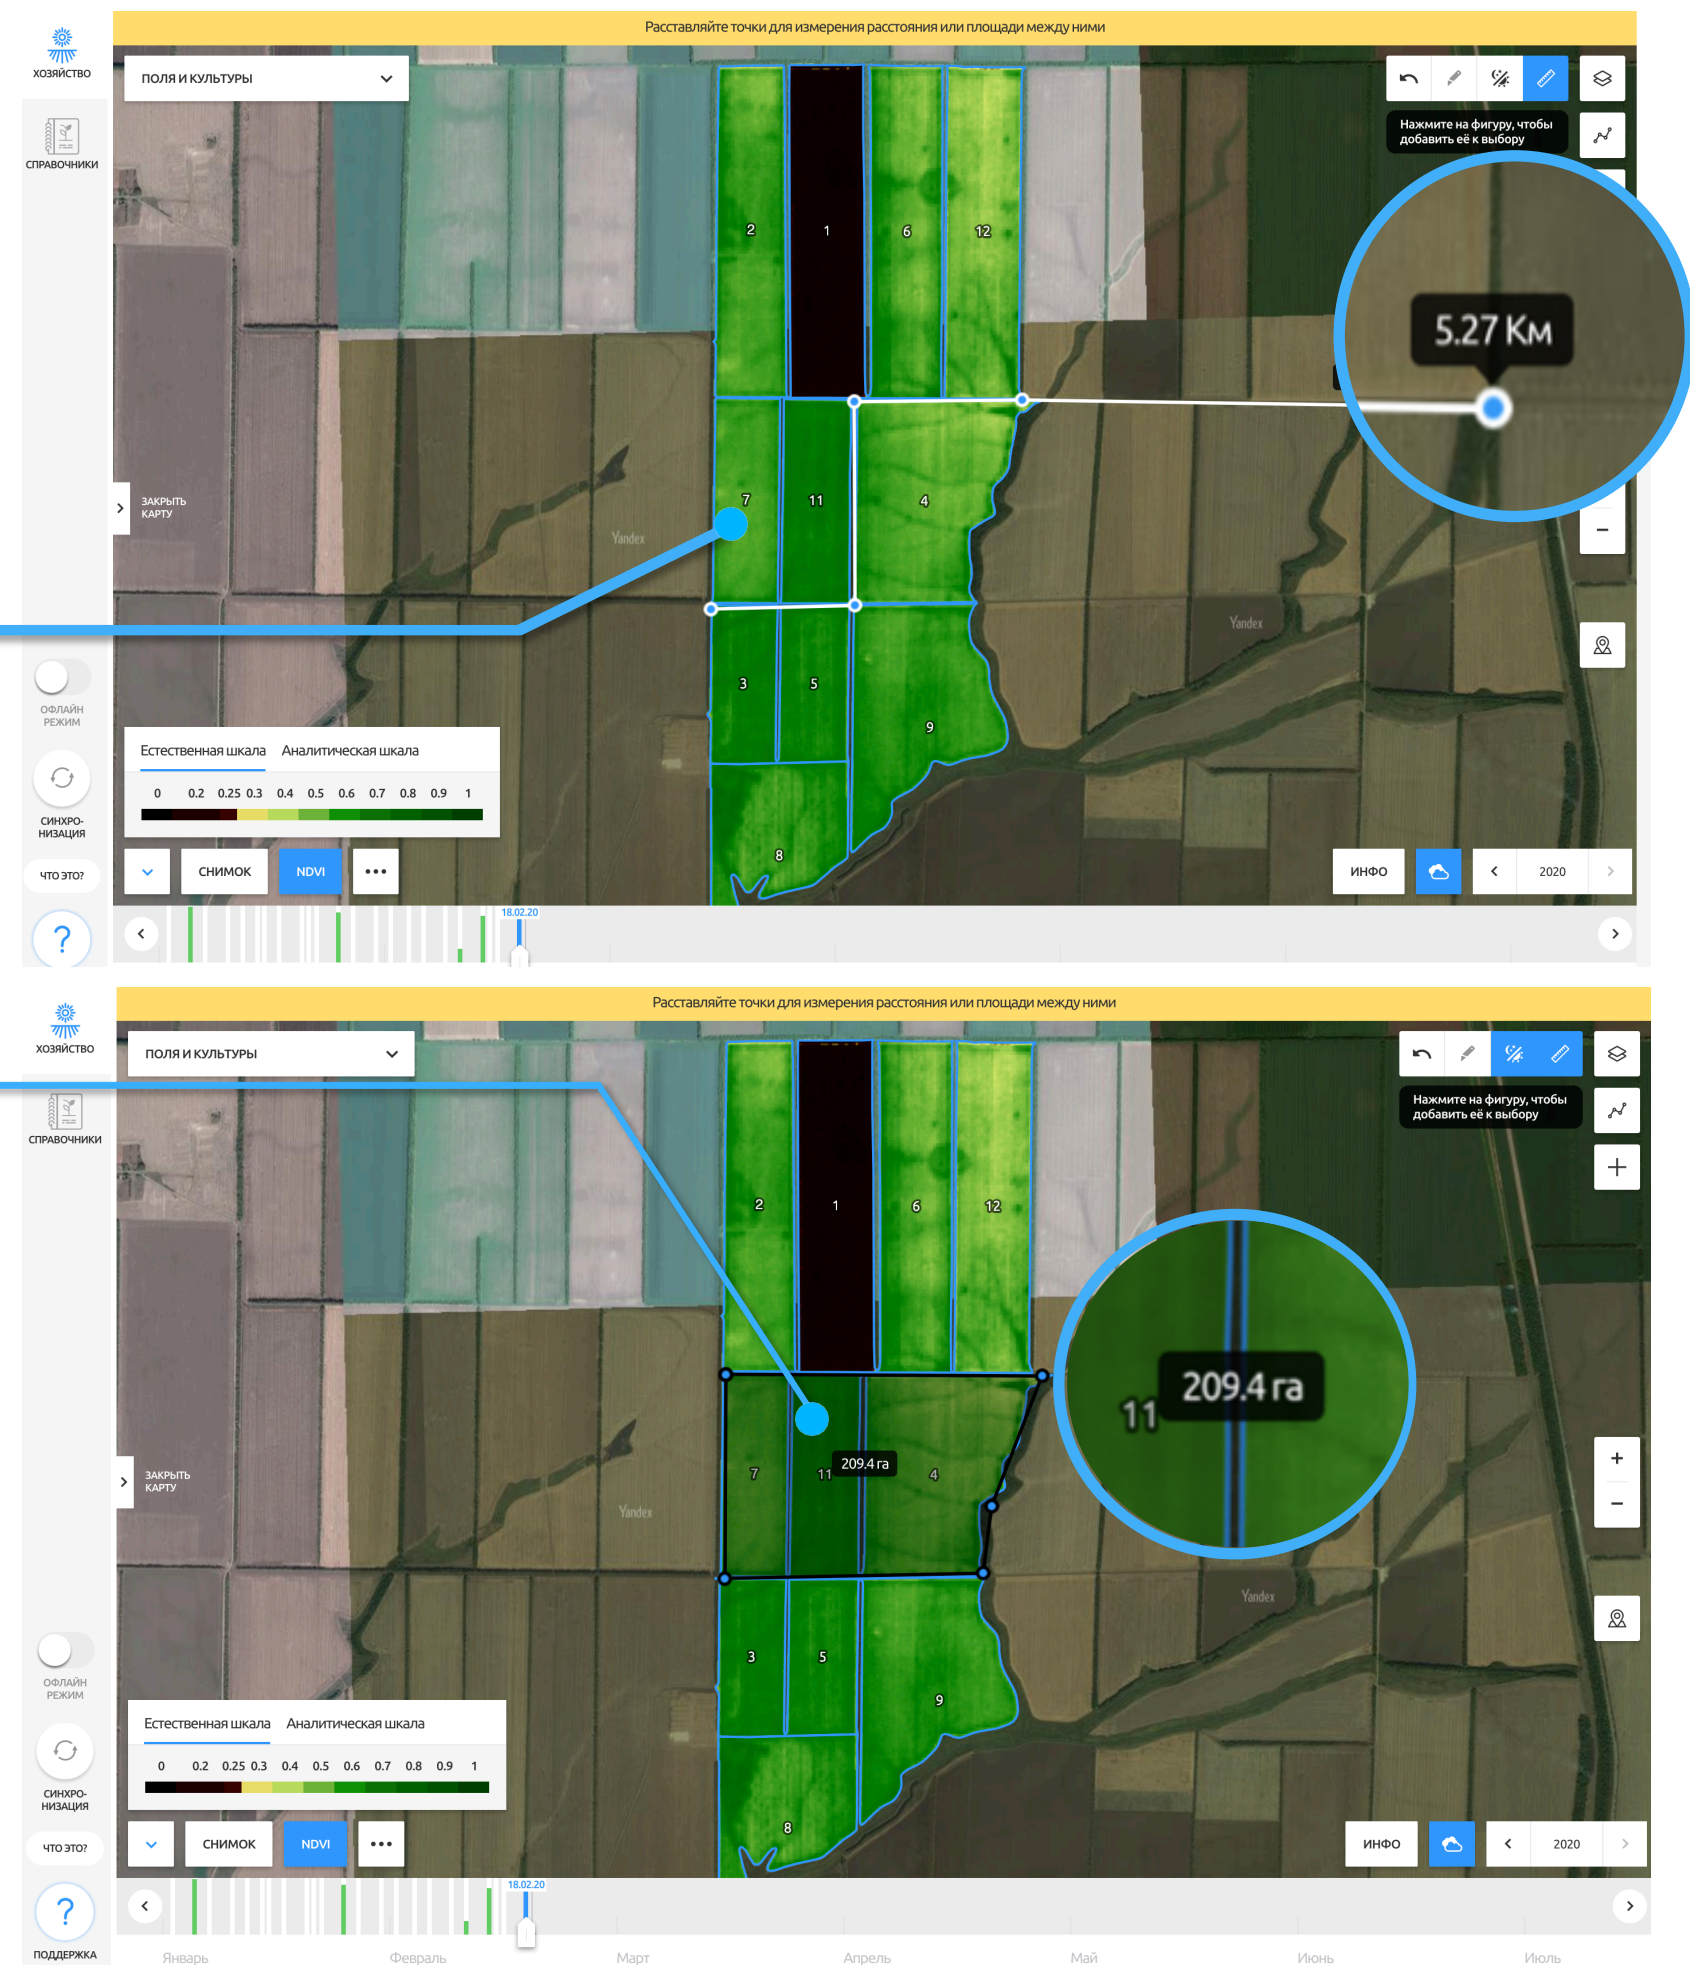 Расставляйте точки для измерения расстояния или площади между ними
ХОЗЯЙСТВО
ПОЛЯ И КУЛЬТУРЫ
СПРАВОЧНИКИ
Нажмите на фигуру, чтобы
добавить её к выбору
2
1
6
12
5.27 Км
7
11
4
ЗАКРЫТЬ
КАРТУ
Yandex
Yandex
3
5
9
8
ОФЛАЙН
РЕЖИМ
СИНХРО-
НИЗАЦИЯ
ЧТО ЭТО?
?
Естественная шкала Аналитическая шкала
0 0.2 0.25 0.3 0.4 0.5 0.6 0.7 0.8 0.9 1
СНИМОК
NDVI
ИНФО
2020
18.02.20
Расставляйте точки для измерения расстояния или площади между ними
ХОЗЯЙСТВО
ПОЛЯ И КУЛЬТУРЫ
СПРАВОЧНИКИ
Нажмите на фигуру, чтобы
добавить её к выбору
2
1
6
12
11
209.4 га
7
11
209.4 га
4
ЗАКРЫТЬ
КАРТУ
Yandex
Yandex
3
5
9
8
ОФЛАЙН
РЕЖИМ
СИНХРО-
НИЗАЦИЯ
ЧТО ЭТО?
?
ПОДДЕРЖКА
Естественная шкала Аналитическая шкала
0 0.2 0.25 0.3 0.4 0.5 0.6 0.7 0.8 0.9 1
СНИМОК
NDVI
ИНФО
2020
18.02.20
Январь Февраль Март Апрель Май Июнь Июль